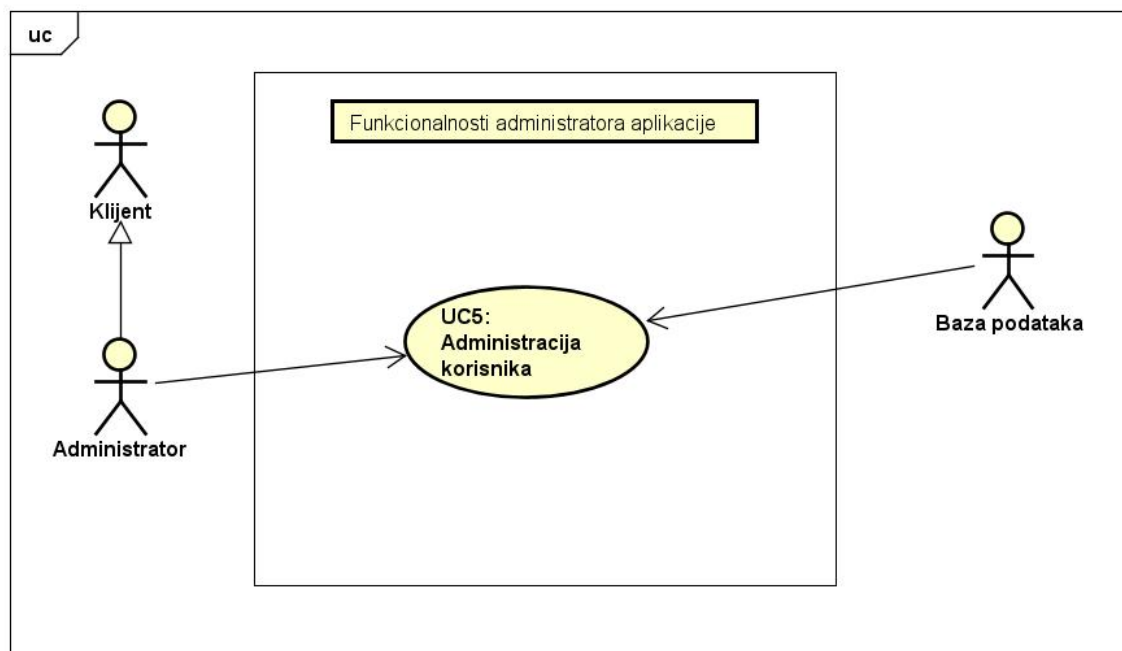 uc
Funkcionalnosti administratora aplikacije
Klijent
UC5:
Administracija
korisnika
Baza podataka
Administrator